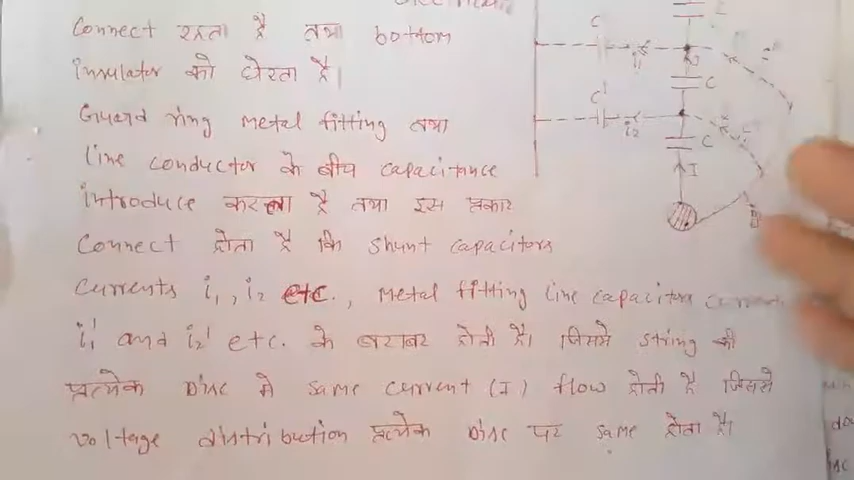 Connect रहता है तथा bottom
insulator को घेरता है।
Guard ring metal fitting तथा
line conductor के बीच capacitance
introduce करता है तथा इस प्रकार
Connect होता है कि shunt capacitors
currents i₁, i₂ etc., metal fitting line capacitor
i₁' and i₂' etc. के बराबर होती है। जिससे string की
प्रत्येक Disc मे same current (I) flow होती है जिससे
voltage distribution प्रत्येक Disc पर same होता है।
C
i₁
C
C'
i₂
C
I